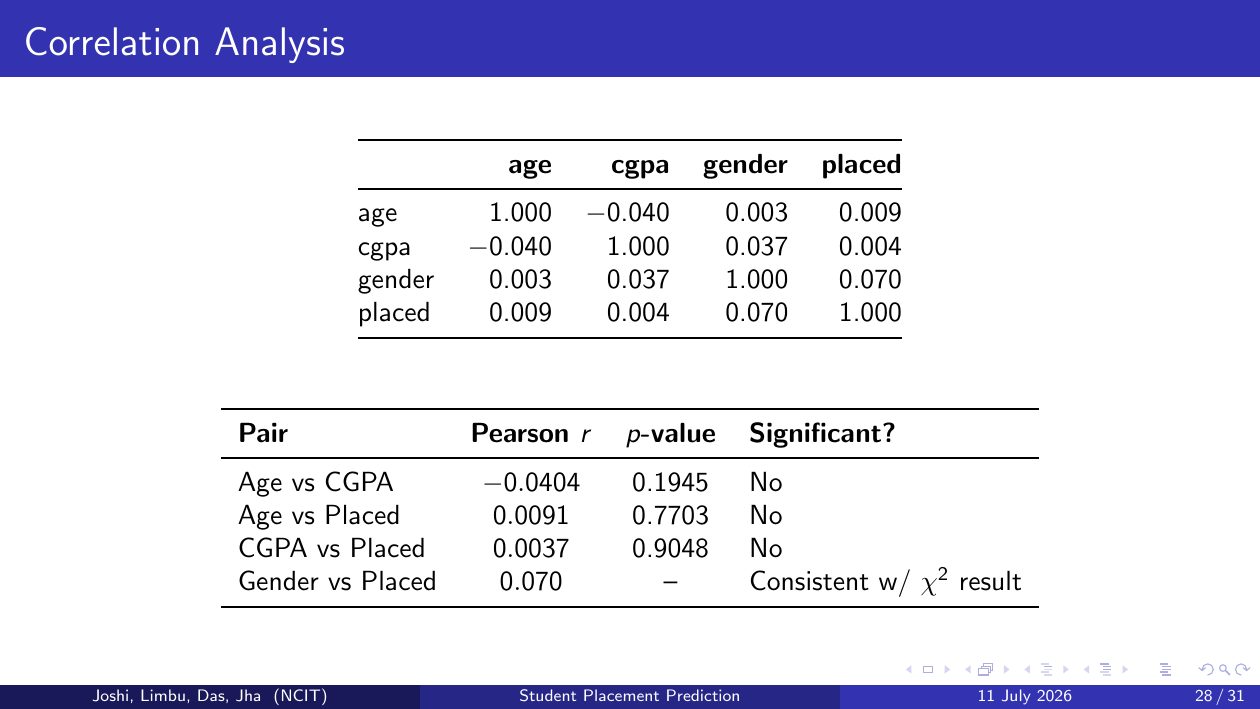 Correlation Analysis
age cgpa gender placed
age 1.000 −0.040 0.003 0.009
cgpa −0.040 1.000 0.037 0.004
gender 0.003 0.037 1.000 0.070
placed 0.009 0.004 0.070 1.000
Pair Pearson r p-value Significant?
Age vs CGPA −0.0404 0.1945 No
Age vs Placed 0.0091 0.7703 No
CGPA vs Placed 0.0037 0.9048 No
Gender vs Placed 0.070 – Consistent w/ χ² result
Joshi, Limbu, Das, Jha (NCIT) Student Placement Prediction 11 July 2026 28 / 31